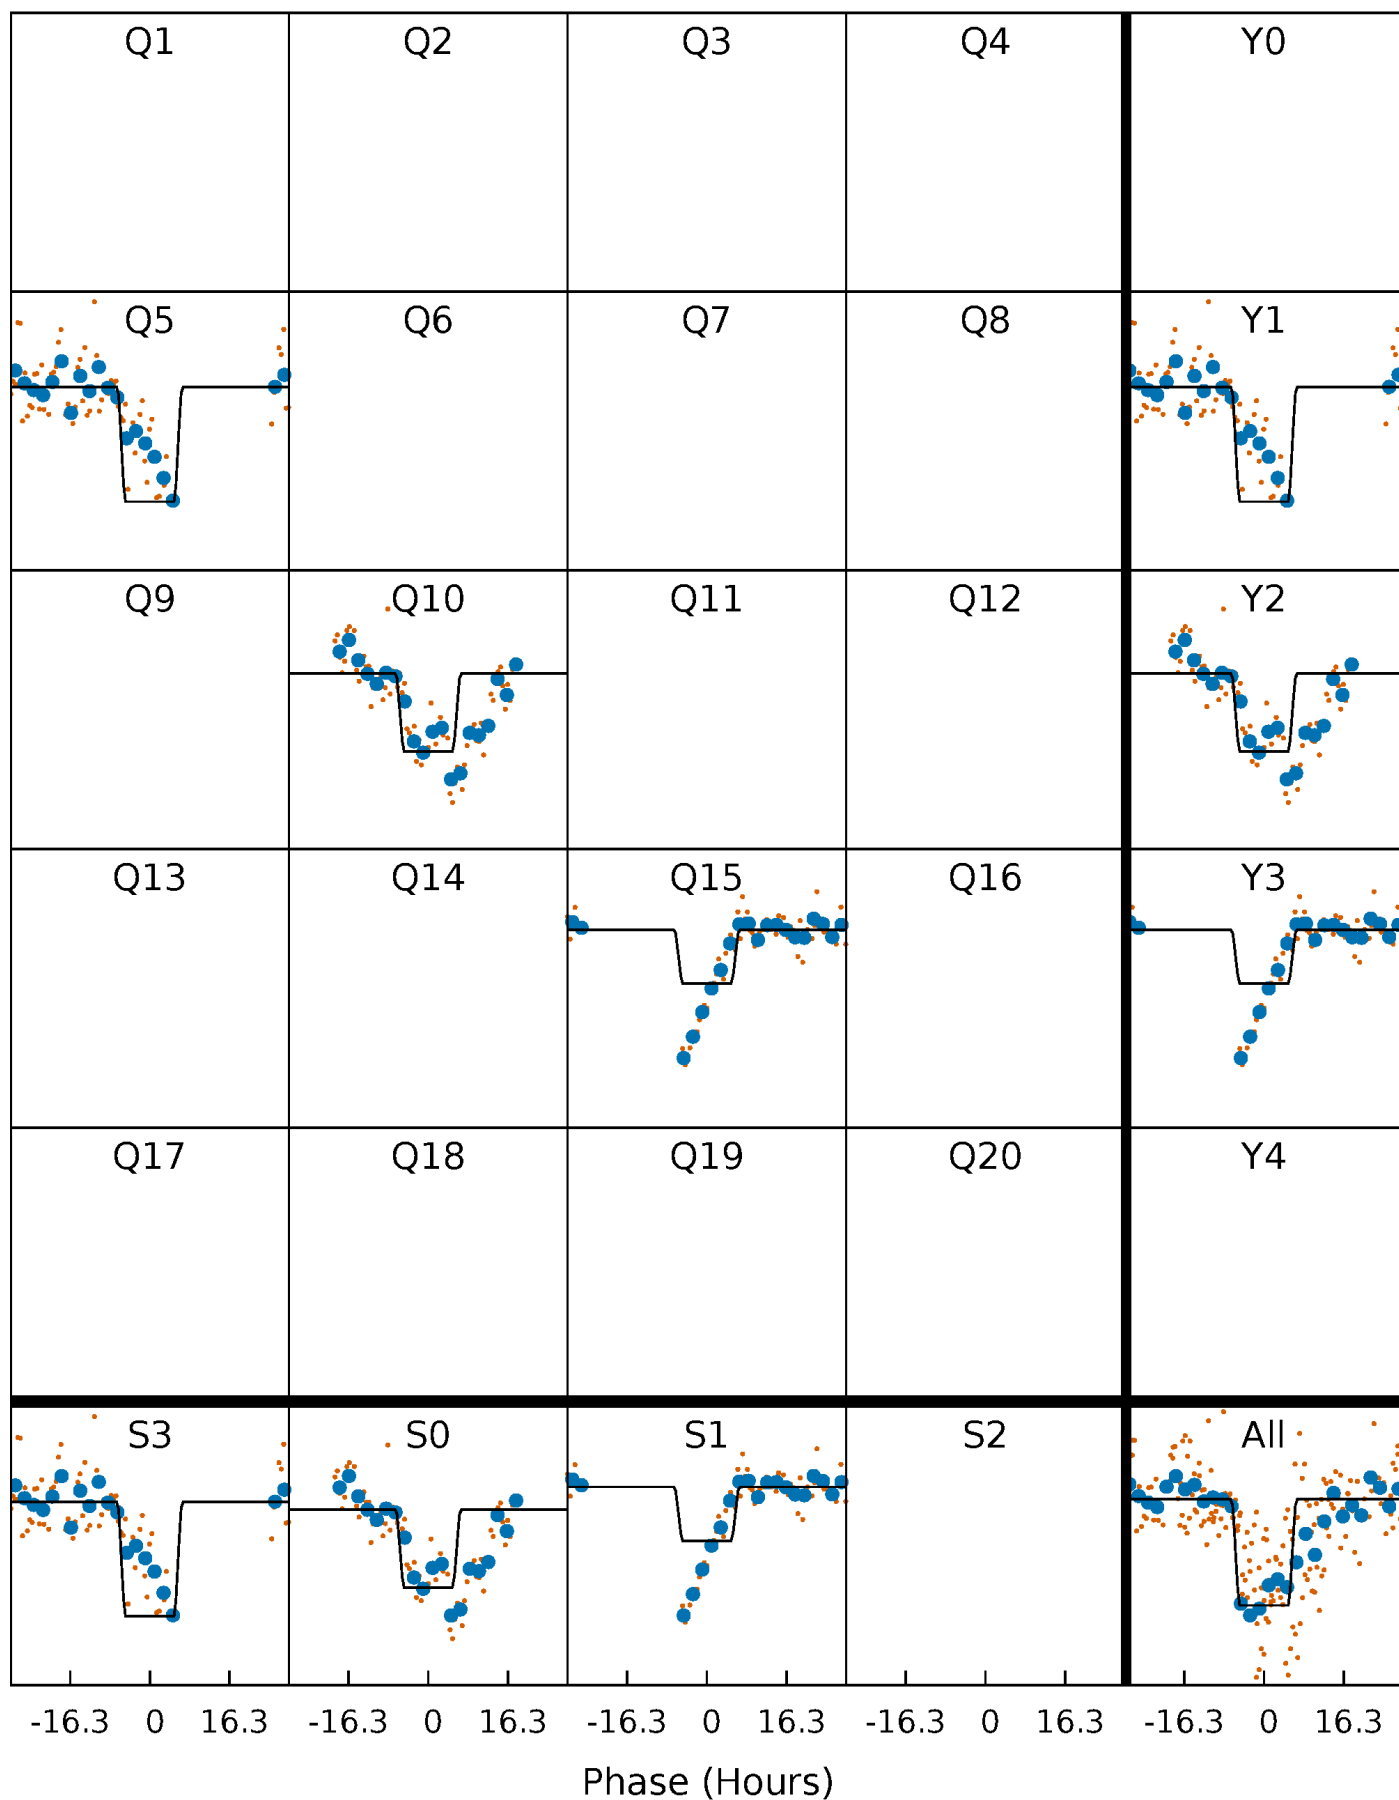 Q1 Q2 Q3 Q4 Y0
Q5 Q6 Q7 Q8 Y1
Q9 Q10 Q11 Q12 Y2
Q13 Q14 Q15 Q16 Y3
Q17 Q18 Q19 Q20 Y4
S3 S0 S1 S2 All
-16.3 0 16.3 -16.3 0 16.3 -16.3 0 16.3 -16.3 0 16.3 -16.3 0 16.3
Phase (Hours)